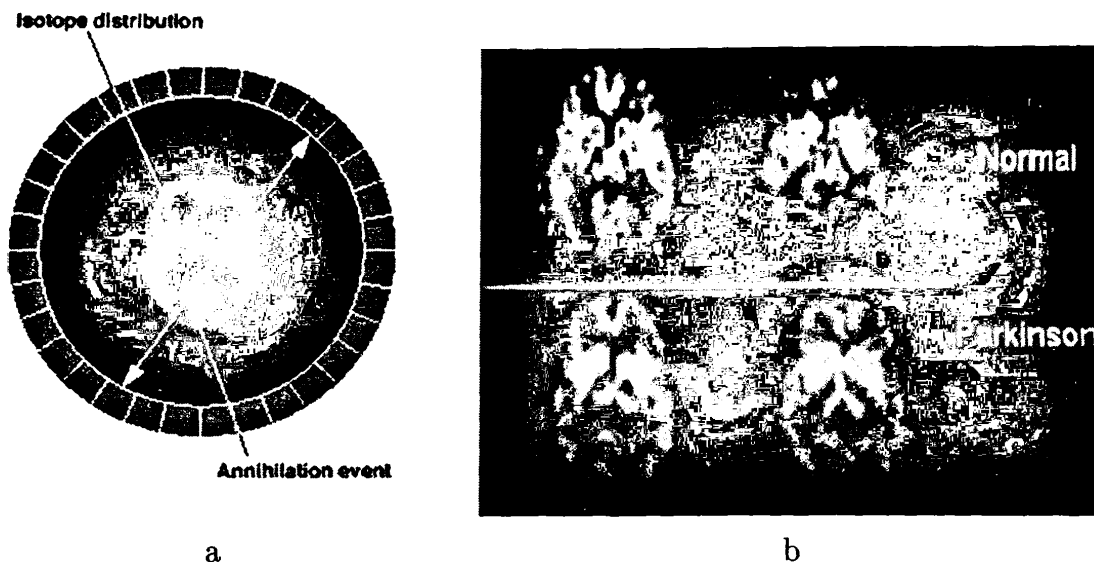 Isotope distribution
Normal
Parkinson
Annihilation event
a
b